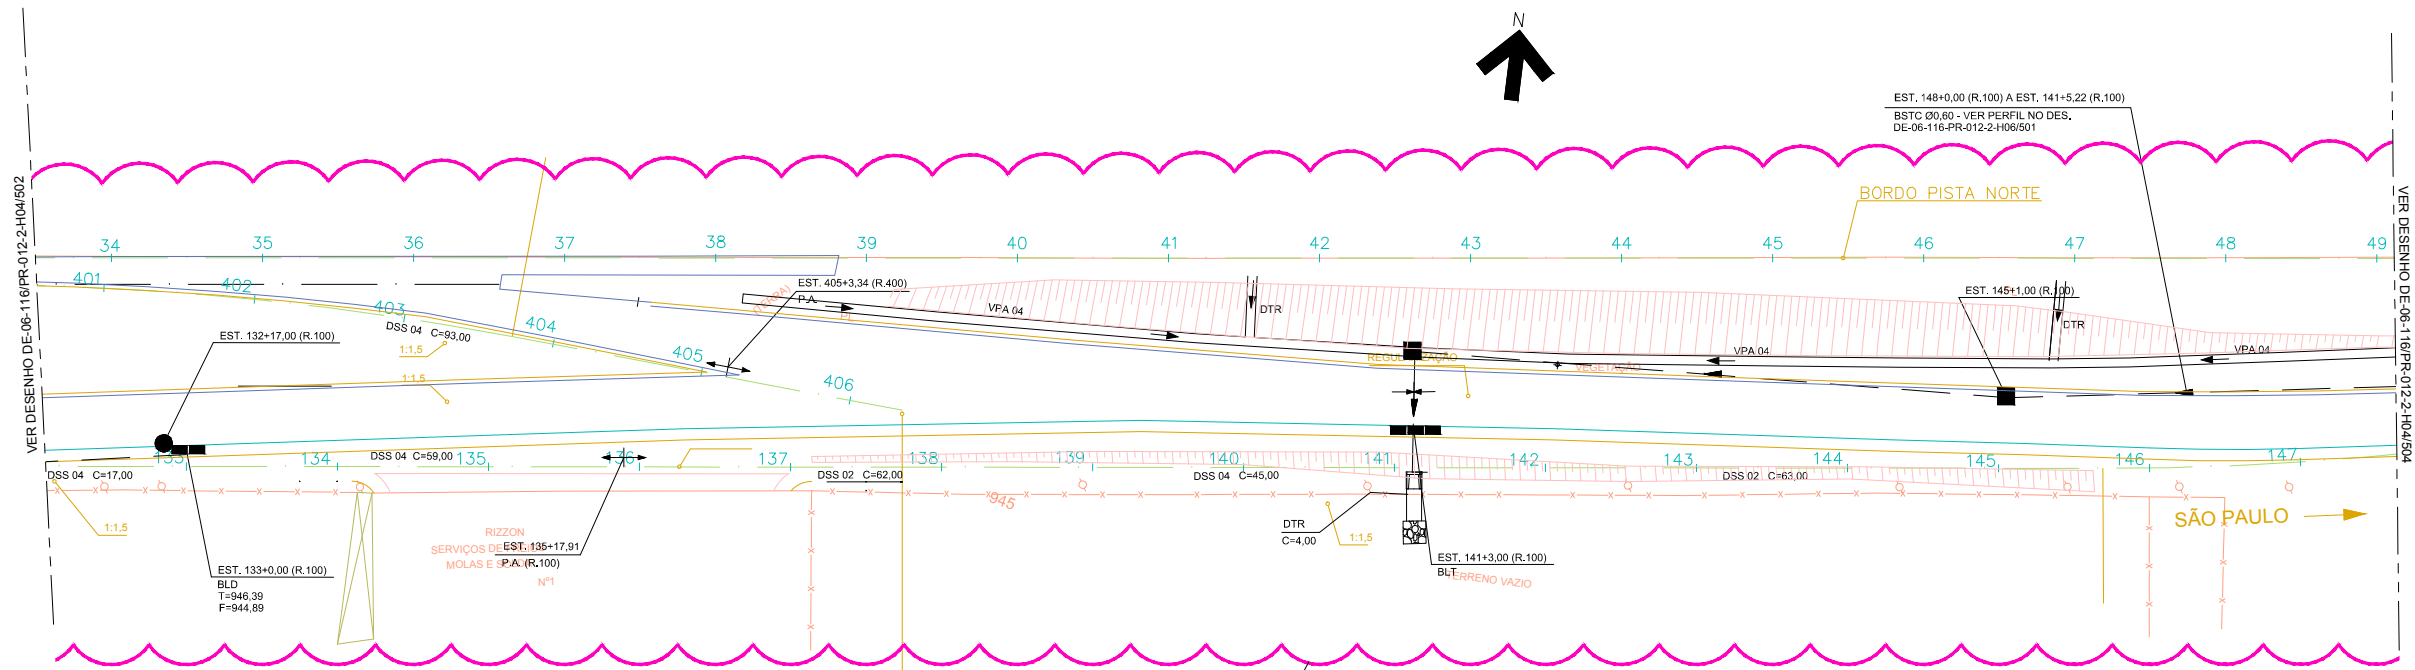 N
EST. 148+0,00 (R.100) A EST. 141+5,22 (R.100)
BSTC Ø0,60 - VER PERFIL NO DES.
DE-06-116-PR-012-2-H06/501
VER DESENHO DE-06-116/PR-012-2-H04/502
VER DESENHO DE-06-116/PR-012-2-H04/504
BORDO PISTA NORTE
34 35 36 37 38 39 40 41 42 43 44 45 46 47 48 49
401 402 403 404 405 406
EST. 405+3,34 (R.400)
P.A.
(TERRA)
VPA 04
DTR
EST. 145+1,00 (R.100)
DTR
DSS 04 C=93,00
EST. 132+17,00 (R.100)
1:1,5
1:1,5
REGULARIZAÇÃO
VEGETAÇÃO
VPA 04
VPA 04
133 134 135 136 137 138 139 140 141 142 143 144 145 146 147
DSS 04 C=17,00
DSS 04 C=59,00
DSS 02 C=62,00
DSS 04 C=45,00
DSS 02 C=63,00
945
SÃO PAULO
1:1,5
RIZZON
SERVIÇOS DE
MOLAS E
Nº1
EST. 135+17,91
P.A. (R.100)
DTR
C=4,00
1:1,5
EST. 141+3,00 (R.100)
BLT
TERRENO VAZIO
EST. 133+0,00 (R.100)
BLD
T=946,39
F=944,89